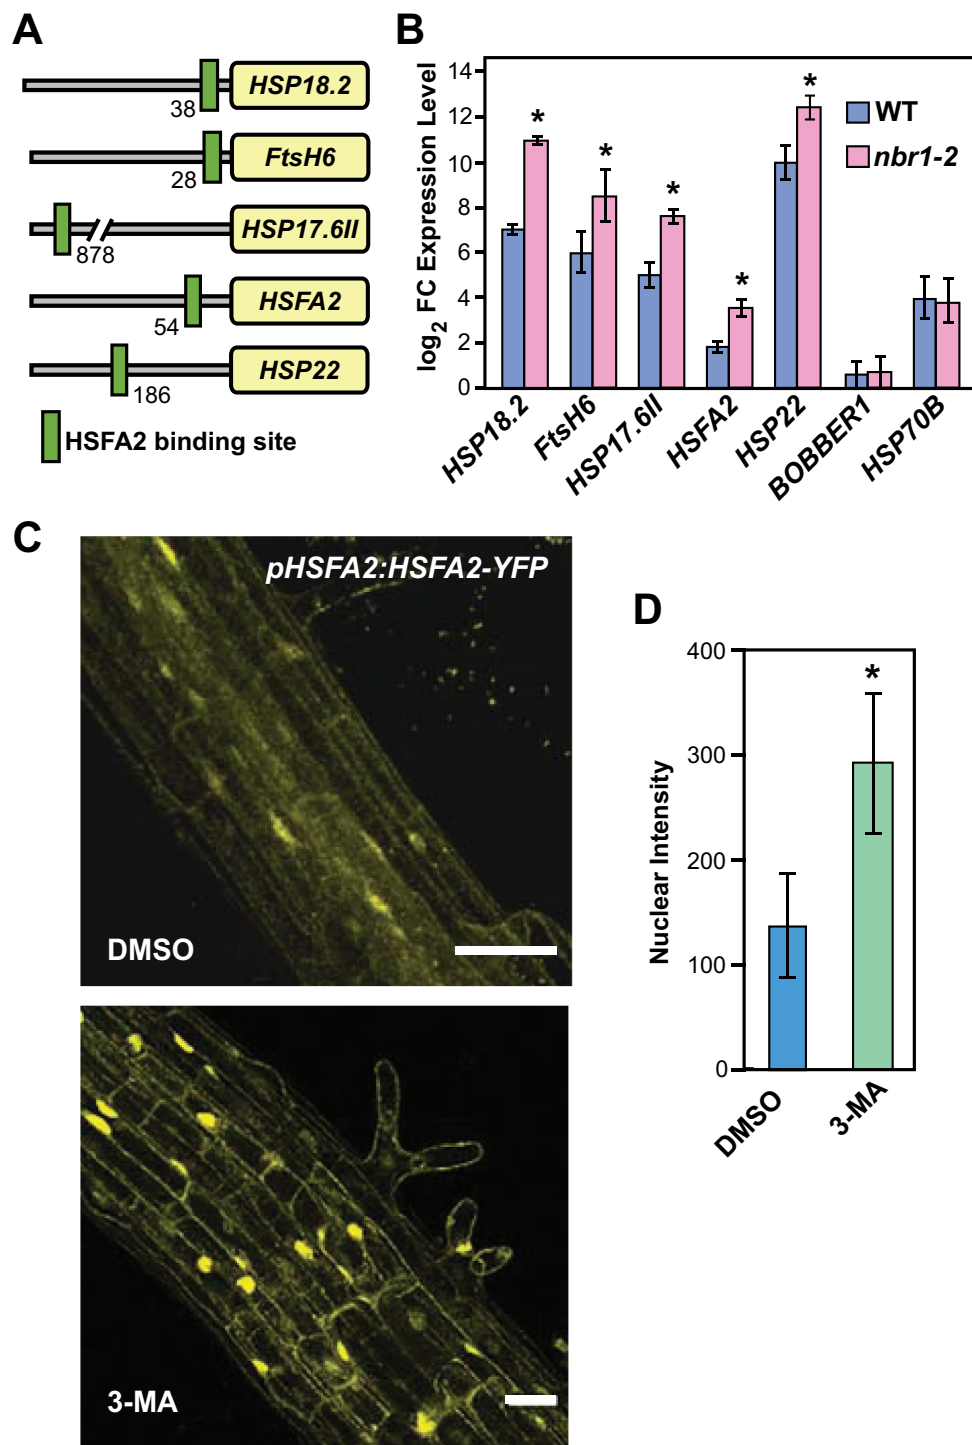 A
HSP18.2
38
FtsH6
28
HSP17.6II
878
HSFA2
54
HSP22
186
HSFA2 binding site
B
log2 FC Expression Level
14
12
10
8
6
4
2
0
*
*
*
*
*
WT
nbr1-2
HSP18.2
FtsH6
HSP17.6II
HSFA2
HSP22
BOBBER1
HSP70B
C
pHSFA2:HSFA2-YFP
DMSO
3-MA
D
Nuclear Intensity
400
300
200
100
0
*
DMSO
3-MA